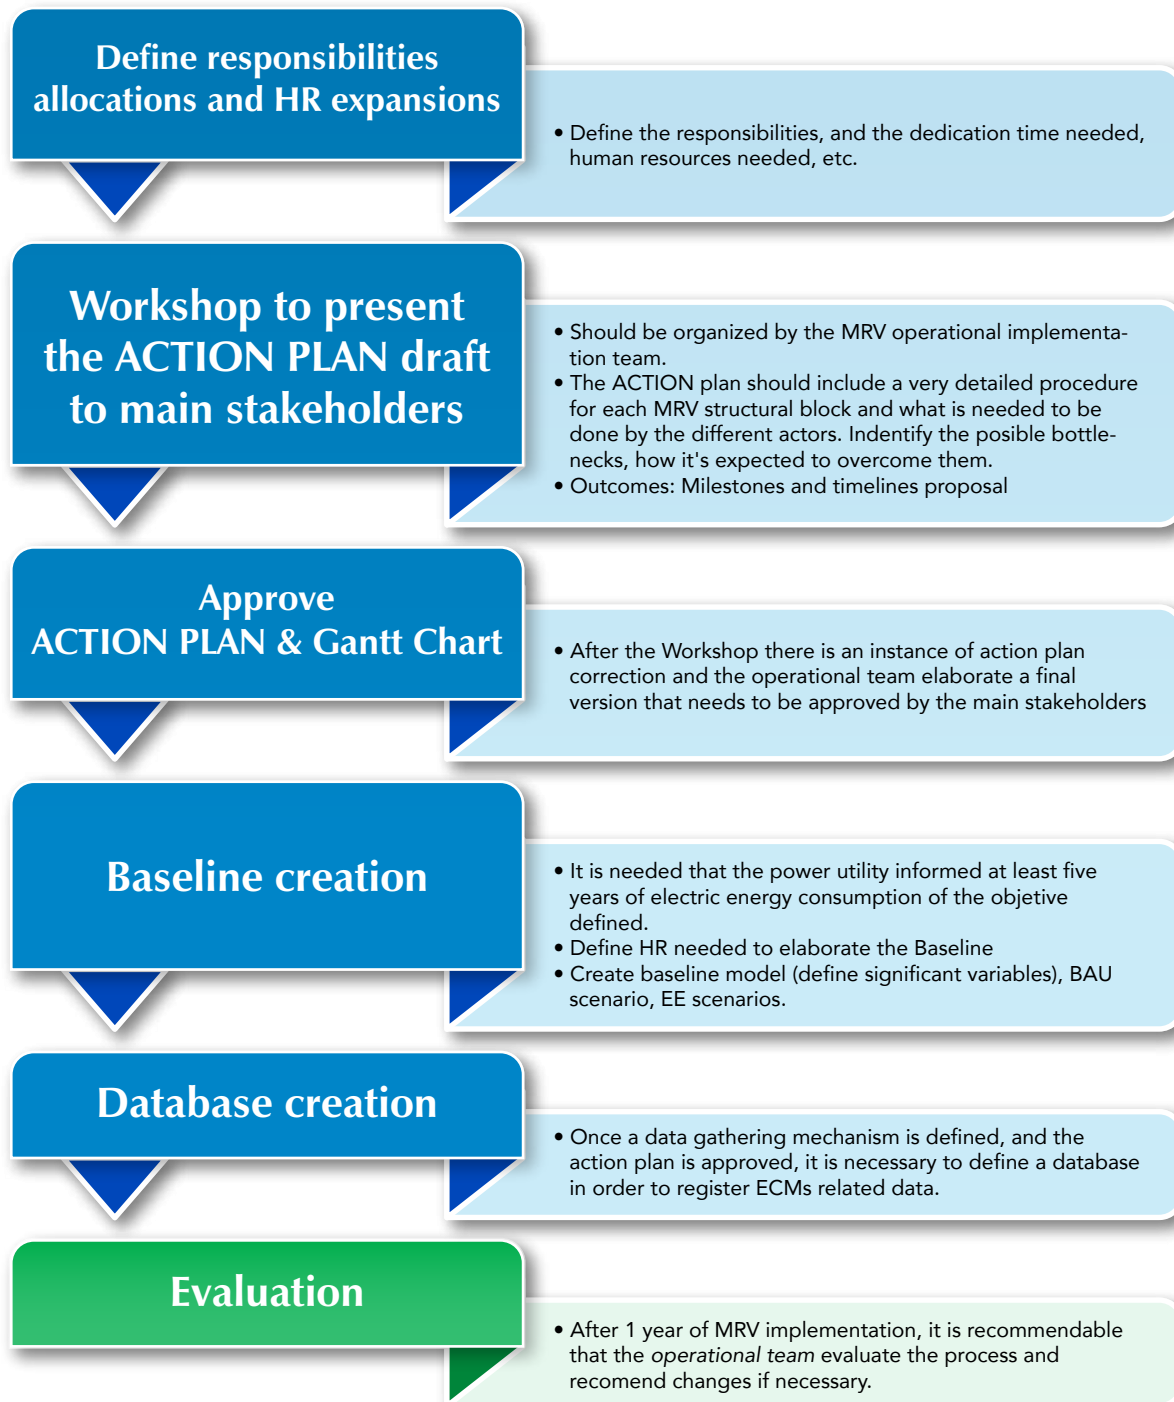 Define responsibilities
allocations and HR expansions
• Define the responsibilities, and the dedication time needed,
human resources needed, etc.
Workshop to present
the ACTION PLAN draft
to main stakeholders
• Should be organized by the MRV operational implementa-
tion team.
• The ACTION plan should include a very detailed procedure
for each MRV structural block and what is needed to be
done by the different actors. Indentify the posible bottle-
necks, how it's expected to overcome them.
• Outcomes: Milestones and timelines proposal
Approve
ACTION PLAN & Gantt Chart
• After the Workshop there is an instance of action plan
correction and the operational team elaborate a final
version that needs to be approved by the main stakeholders
Baseline creation
• It is needed that the power utility informed at least five
years of electric energy consumption of the objetive
defined.
• Define HR needed to elaborate the Baseline
• Create baseline model (define significant variables), BAU
scenario, EE scenarios.
Database creation
• Once a data gathering mechanism is defined, and the
action plan is approved, it is necessary to define a database
in order to register ECMs related data.
Evaluation
• After 1 year of MRV implementation, it is recommendable
that the operational team evaluate the process and
recomend changes if necessary.